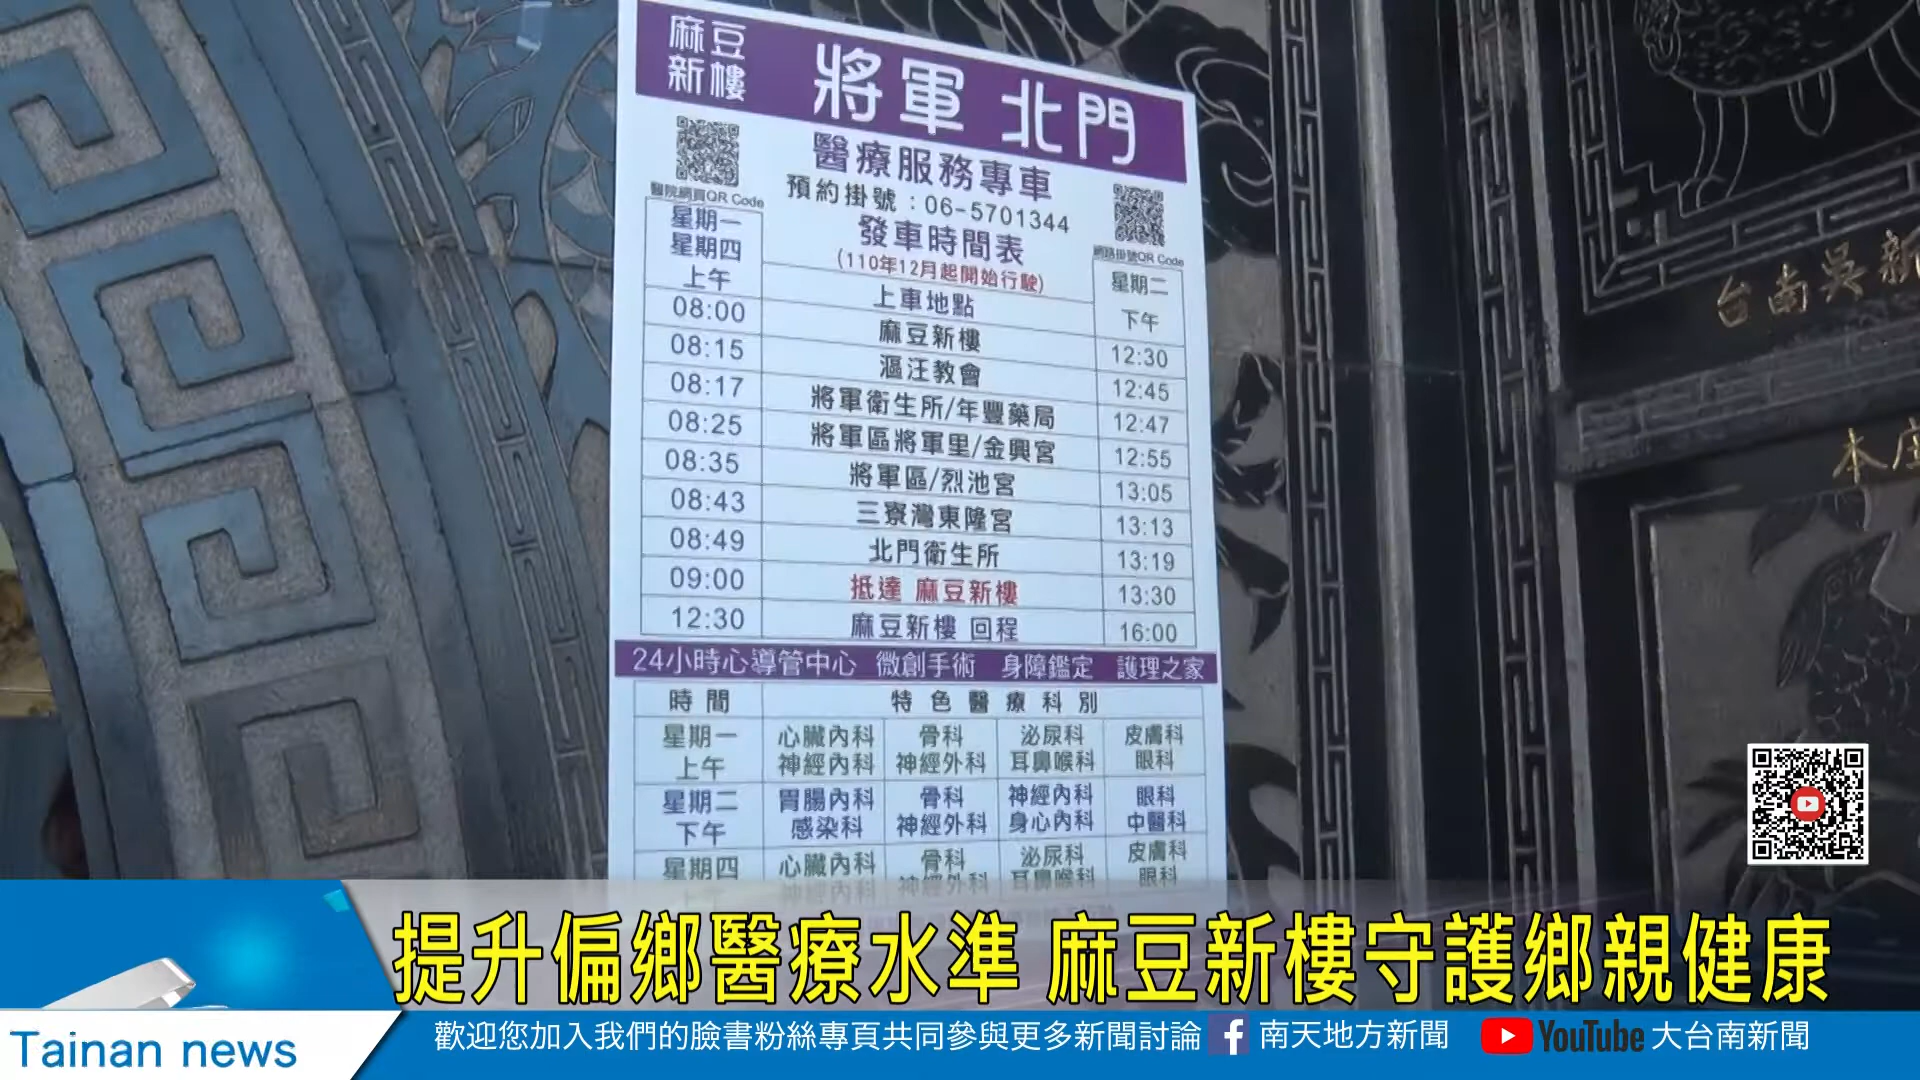 麻豆
新樓
將軍 北門
醫療服務專車
預約掛號：06-5701344
醫院網頁QR Code
網路掛號QR Code
發車時間表
(110年12月起開始行駛)
星期一
星期四
上午
上車地點
星期二
下午
08:00 麻豆新樓 12:30
08:15 漚汪教會 12:45
08:17 將軍衛生所/年豐藥局 12:47
08:25 將軍區將軍里/金興宮 12:55
08:35 將軍區/烈池宮 13:05
08:43 三寮灣東隆宮 13:13
08:49 北門衛生所 13:19
09:00 抵達 麻豆新樓 13:30
12:30 麻豆新樓 回程 16:00
24小時心導管中心 微創手術 身障鑑定 護理之家
時間 特色醫療科別
星期一 心臟內科 骨科 泌尿科 皮膚科
上午 神經內科 神經外科 耳鼻喉科 眼科
星期二 胃腸內科 骨科 神經內科 眼科
下午 感染科 神經外科 身心內科 中醫科
星期四 心臟內科 骨科 泌尿科 皮膚科
上午 神經內科 神經外科 耳鼻喉科 眼科
台南吳新
本
提升偏鄉醫療水準 麻豆新樓守護鄉親健康
Tainan news
歡迎您加入我們的臉書粉絲專頁共同參與更多新聞討論 南天地方新聞 YouTube 大台南新聞